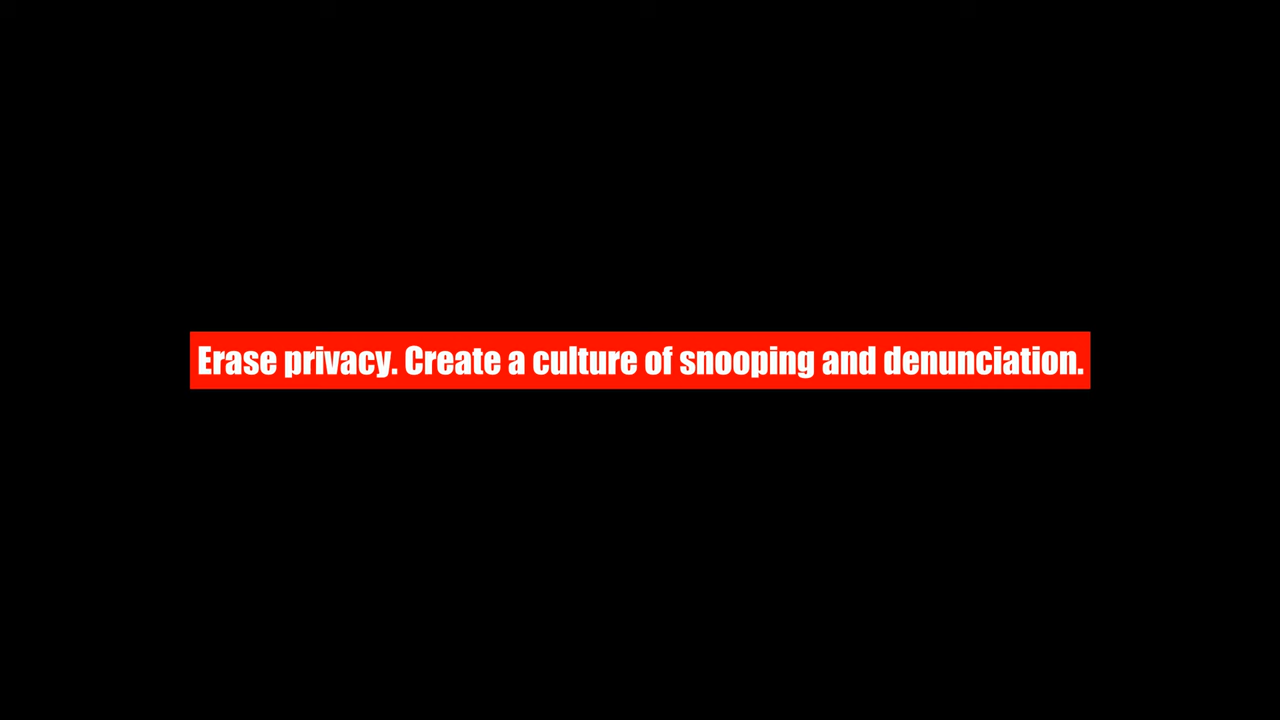 Erase privacy. Create a culture of snooping and denunciation.